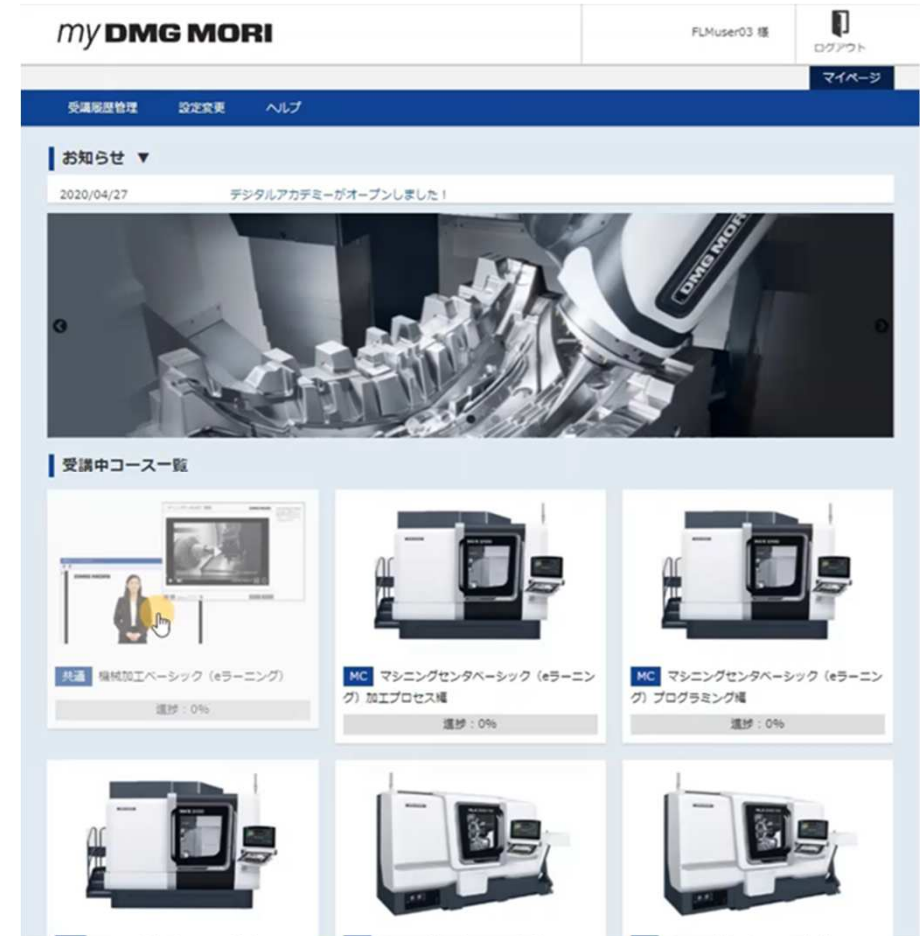 my DMG MORI
FLMuser03 様
ログアウト
マイページ
受講履歴管理 設定変更 ヘルプ
お知らせ ▼
2020/04/27 デジタルアカデミーがオープンしました！
DMG MORI
受講中コース一覧
共通 機械加工ベーシック（eラーニング）
進捗：0%
MC マシニングセンタベーシック（eラーニン
グ）加工プロセス編
進捗：0%
MC マシニングセンタベーシック（eラーニン
グ）プログラミング編
進捗：0%